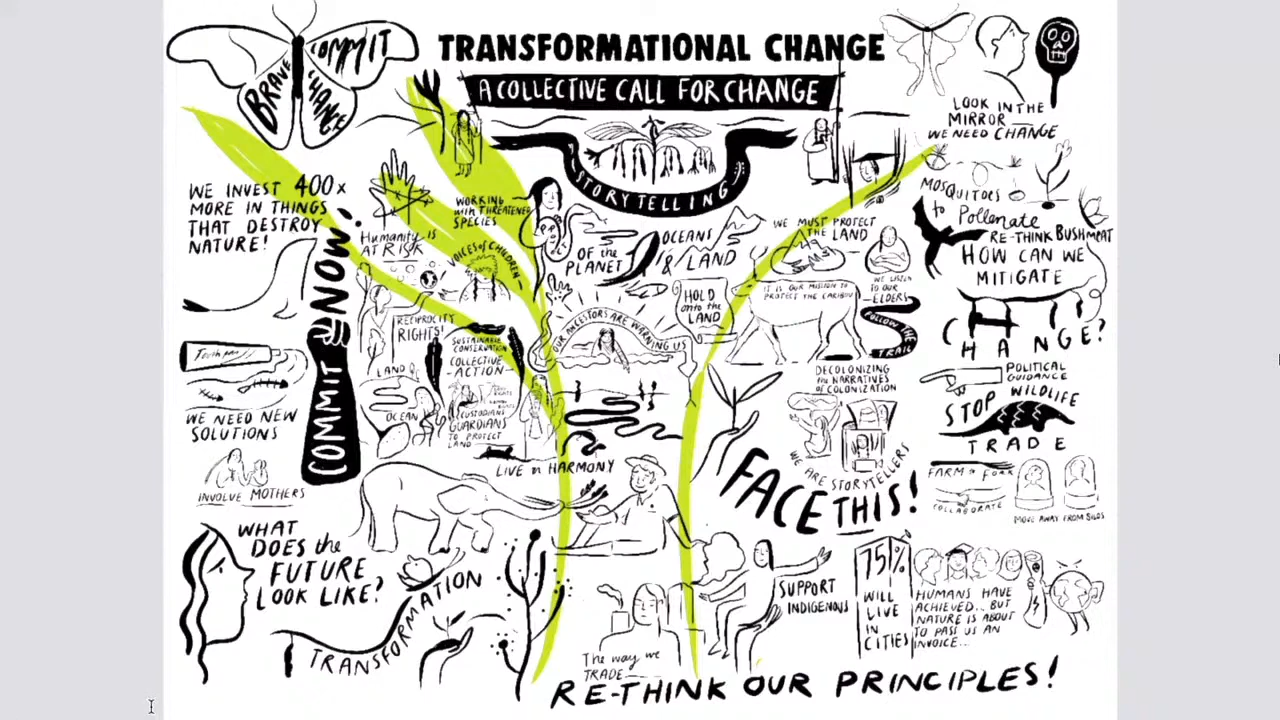 BRAVE
COMMIT
CHANGE
TRANSFORMATIONAL CHANGE
A COLLECTIVE CALL FOR CHANGE
STORYTELLING
LOOK IN THE
MIRROR
WE NEED CHANGE
WE INVEST 400x
MORE IN THINGS
THAT DESTROY
NATURE!
Humanity is
AT RISK
WORKING
with THREATENED
SPECIES
VOICES of CHILDREN
OF the
PLANET
OCEANS
& LAND
WE MUST PROTECT
THE LAND
WE LISTEN
TO OUR
ELDERS
MOSQUITOES
to Pollenate
RE-THINK BUSHMEAT
HOW CAN WE
MITIGATE
CHANGE?
COMMIT
NOW!
RECIPROCITY
RIGHTS!
SUSTAINABLE
CONSERVATION
COLLECTIVE
ACTION
LAND
OCEAN
CUSTODIANS
GUARDIANS
TO PROTECT
LAND
OUR ANCESTORS ARE WARNING US
HOLD
onto the
LAND
IT IS OUR MISSION to
PROTECT THE CARIBOU
FOLLOW THE
TRAIL
DECOLONIZING
the NARRATIVES
OF COLONIZATION
WE ARE STORYTELLERS
POLITICAL
GUIDANCE
STOP WILDLIFE
TRADE
FARM to FORK
COLLABORATE
MOVE AWAY FROM SILOS
WE NEED NEW
SOLUTIONS
INVOLVE MOTHERS
LIVE in HARMONY
FACE THIS!
WHAT
DOES the
FUTURE
LOOK LIKE?
TRANSFORMATION
The way we
TRADE
SUPPORT
INDIGENOUS
75%
WILL
LIVE
IN
CITIES
HUMANS HAVE
ACHIEVED... BUT
NATURE IS ABOUT
TO PASS US AN
INVOICE...
RE-THINK OUR PRINCIPLES!